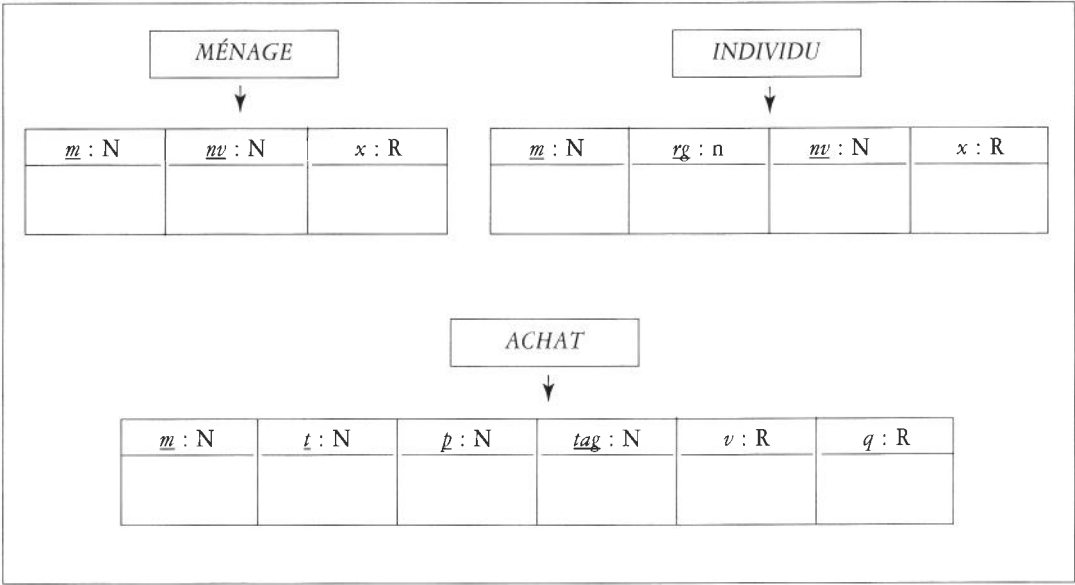 MÉNAGE
m : N nv : N x : R
INDIVIDU
m : N rg : n nv : N x : R
ACHAT
m : N t : N p : N tag : N v : R q : R